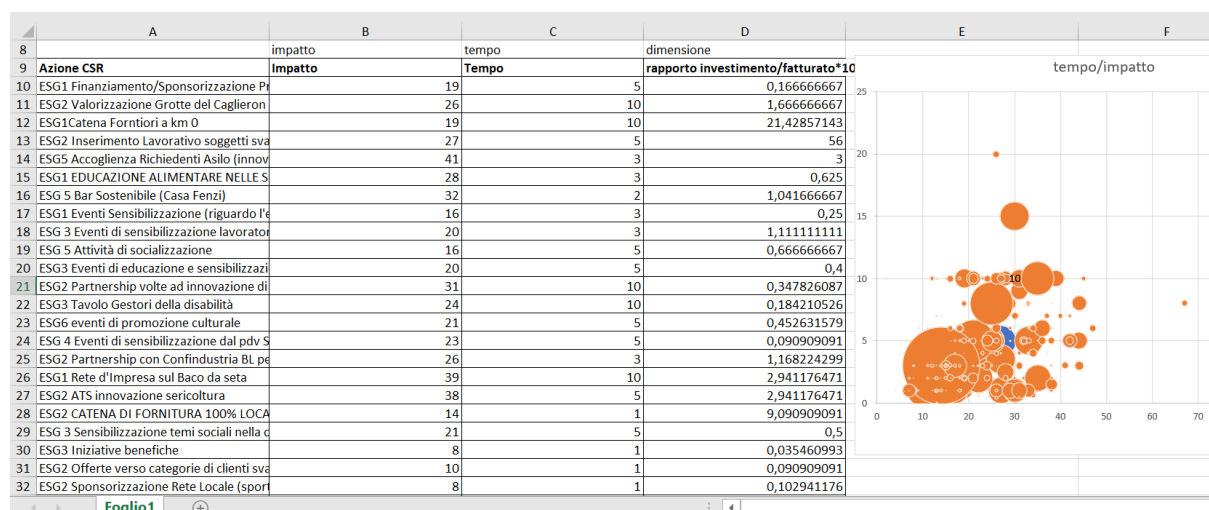 A B C D E F
8 impatto tempo dimensione
9 Azione CSR Impatto Tempo rapporto investimento/fatturato*10
10 ESG1 Finanziamento/Sponsorizzazione Pr 19 5 0,166666667
11 ESG2 Valorizzazione Grotte del Caglieron 26 10 1,666666667
12 ESG1Catena Forntiori a km 0 19 10 21,42857143
13 ESG2 Inserimento Lavorativo soggetti sva 27 5 56
14 ESG5 Accoglienza Richiedenti Asilo (innov 41 3 3
15 ESG1 EDUCAZIONE ALIMENTARE NELLE S 28 3 0,625
16 ESG 5 Bar Sostenibile (Casa Fenzi) 32 2 1,041666667
17 ESG1 Eventi Sensibilizzazione (riguardo l'e 16 3 0,25
18 ESG 3 Eventi di sensibilizzazione lavorator 20 3 1,111111111
19 ESG 5 Attività di socializzazione 16 5 0,666666667
20 ESG3 Eventi di educazione e sensibilizzazi 20 5 0,4
21 ESG2 Partnership volte ad innovazione di 31 10 0,347826087
22 ESG3 Tavolo Gestori della disabilità 24 10 0,184210526
23 ESG6 eventi di promozione culturale 21 5 0,452631579
24 ESG 4 Eventi di sensibilizzazione dal pdv S 23 5 0,090909091
25 ESG2 Partnership con Confindustria BL pe 26 3 1,168224299
26 ESG1 Rete d'Impresa sul Baco da seta 39 10 2,941176471
27 ESG2 ATS innovazione sericoltura 38 5 2,941176471
28 ESG2 CATENA DI FORNITURA 100% LOCA 14 1 9,090909091
29 ESG 3 Sensibilizzazione temi sociali nella c 21 5 0,5
30 ESG3 Iniziative benefiche 8 1 0,035460993
31 ESG2 Offerte verso categorie di clienti sva 10 1 0,090909091
32 ESG2 Sponsorizzazione Rete Locale (sport 8 1 0,102941176
tempo/impatto
25
20
15
10 10
5
0
0 10 20 30 40 50 60 70
Foglio1